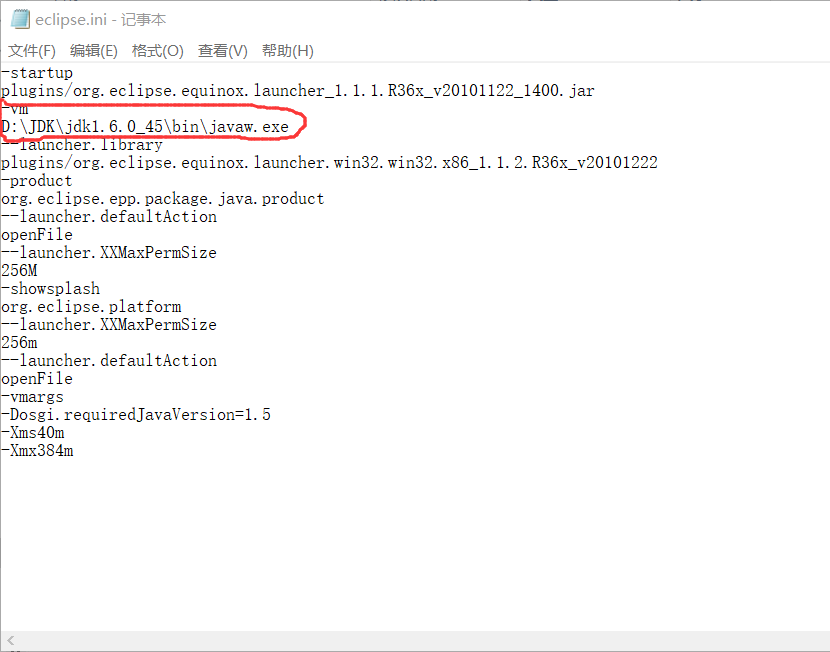 eclipse.ini - 记事本
文件(F) 编辑(E) 格式(O) 查看(V) 帮助(H)
-startup
plugins/org.eclipse.equinox.launcher_1.1.1.R36x_v20101122_1400.jar
-vm
D:\JDK\jdk1.6.0_45\bin\javaw.exe
--launcher.library
plugins/org.eclipse.equinox.launcher.win32.win32.x86_1.1.2.R36x_v20101222
-product
org.eclipse.epp.package.java.product
--launcher.defaultAction
openFile
--launcher.XXMaxPermSize
256M
-showsplash
org.eclipse.platform
--launcher.XXMaxPermSize
256m
--launcher.defaultAction
openFile
-vmargs
-Dosgi.requiredJavaVersion=1.5
-Xms40m
-Xmx384m